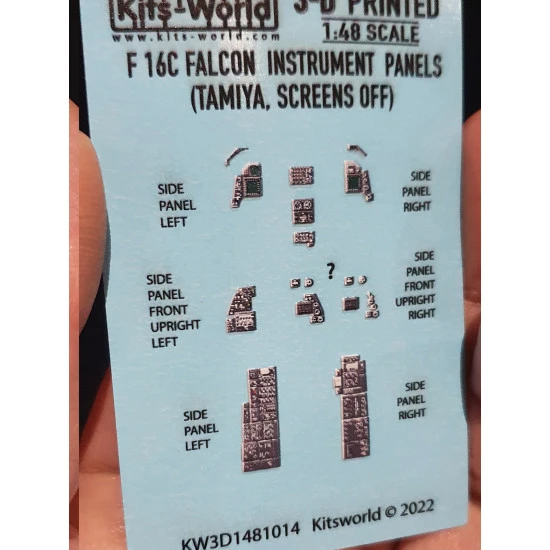 Kits-World
3-D PRINTED
www.kits-world.com
1:48 SCALE
F 16C FALCON INSTRUMENT PANELS
(TAMIYA, SCREENS OFF)
SIDE
PANEL
LEFT
SIDE
PANEL
RIGHT
?
SIDE
PANEL
FRONT
UPRIGHT
LEFT
SIDE
PANEL
FRONT
UPRIGHT
RIGHT
SIDE
PANEL
LEFT
SIDE
PANEL
RIGHT
KW3D1481014 Kitsworld © 2022